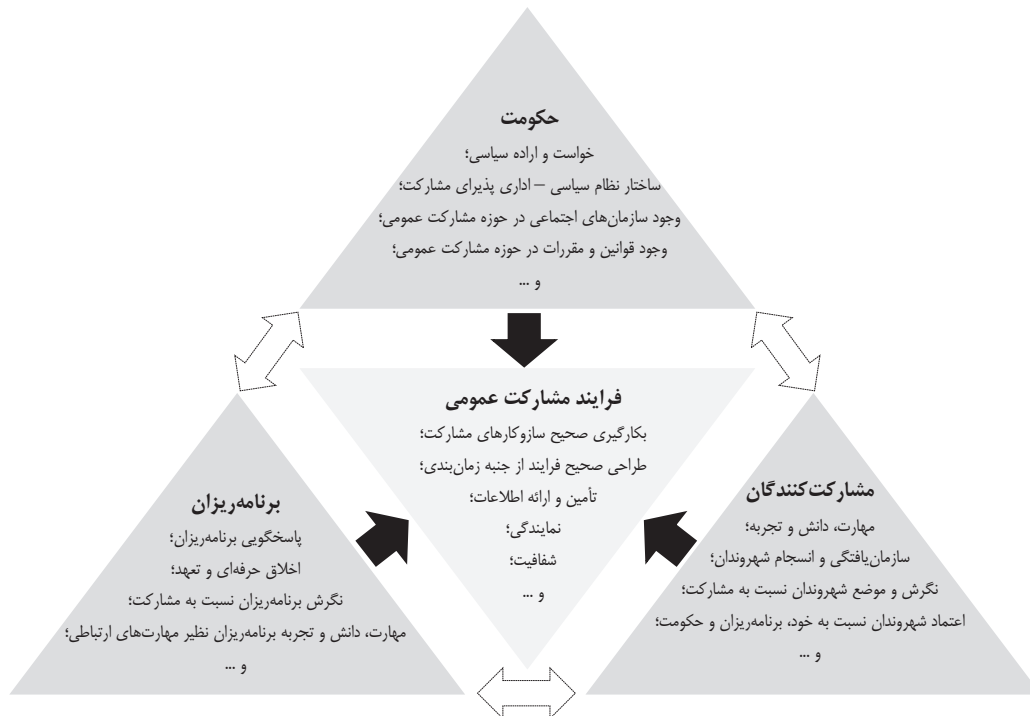 حکومت
خواست و اراده سیاسی؛
ساختار نظام سیاسی – اداری پذیرای مشارکت؛
وجود سازمان‌های اجتماعی در حوزه مشارکت عمومی؛
وجود قوانین و مقررات در حوزه مشارکت عمومی؛
و ...
فرایند مشارکت عمومی
بکارگیری صحیح سازوکارهای مشارکت؛
طراحی صحیح فرایند از جنبه زمان‌بندی؛
تأمین و ارائه اطلاعات؛
نمایندگی؛
شفافیت؛
و ...
مشارکت‌کنندگان
مهارت، دانش و تجربه؛
سازمان‌یافتگی و انسجام شهروندان؛
نگرش و موضع شهروندان نسبت به مشارکت؛
اعتماد شهروندان نسبت به خود، برنامه‌ریزان و حکومت؛
و ...
برنامه‌ریزان
پاسخگویی برنامه‌ریزان؛
اخلاق حرفه‌ای و تعهد؛
نگرش برنامه‌ریزان نسبت به مشارکت؛
مهارت، دانش و تجربه برنامه‌ریزان نظیر مهارت‌های ارتباطی؛
و ...